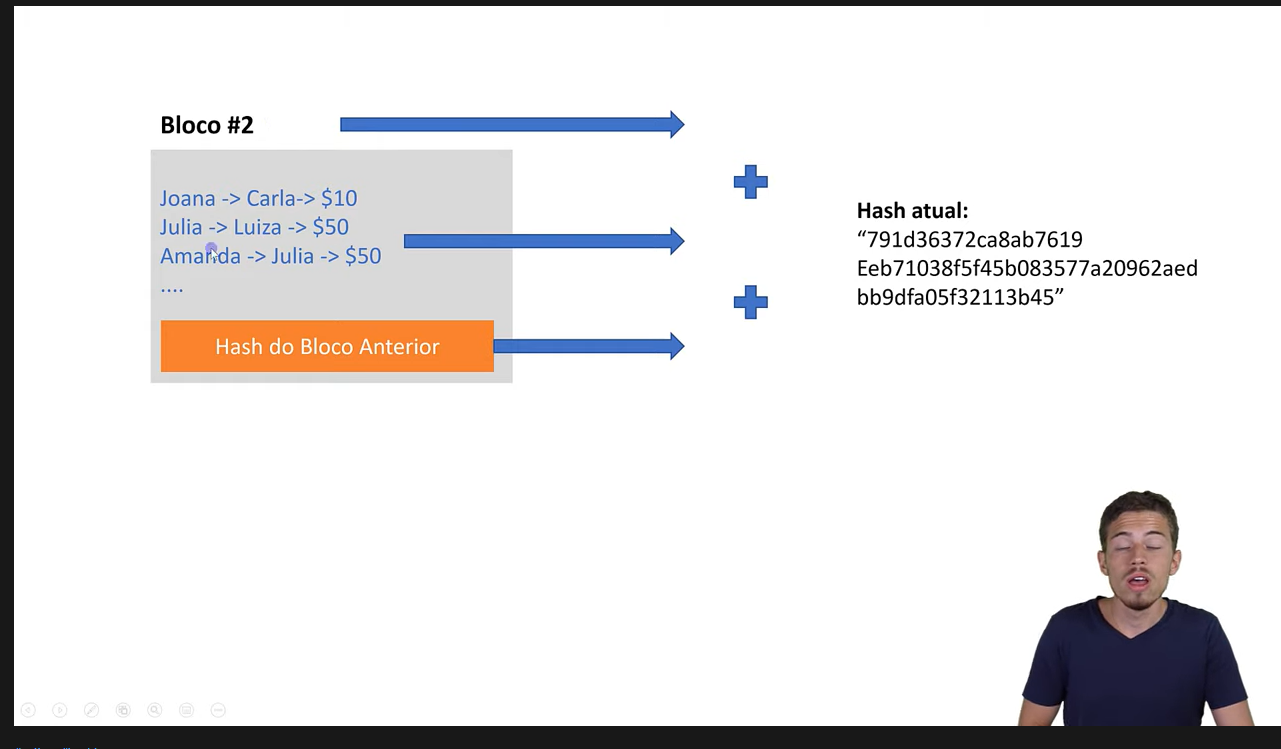 Bloco #2
Joana -> Carla-> $10
Julia -> Luiza -> $50
Amanda -> Julia -> $50
....
Hash do Bloco Anterior
Hash atual:
“791d36372ca8ab7619
Eeb71038f5f45b083577a20962aed
bb9dfa05f32113b45”